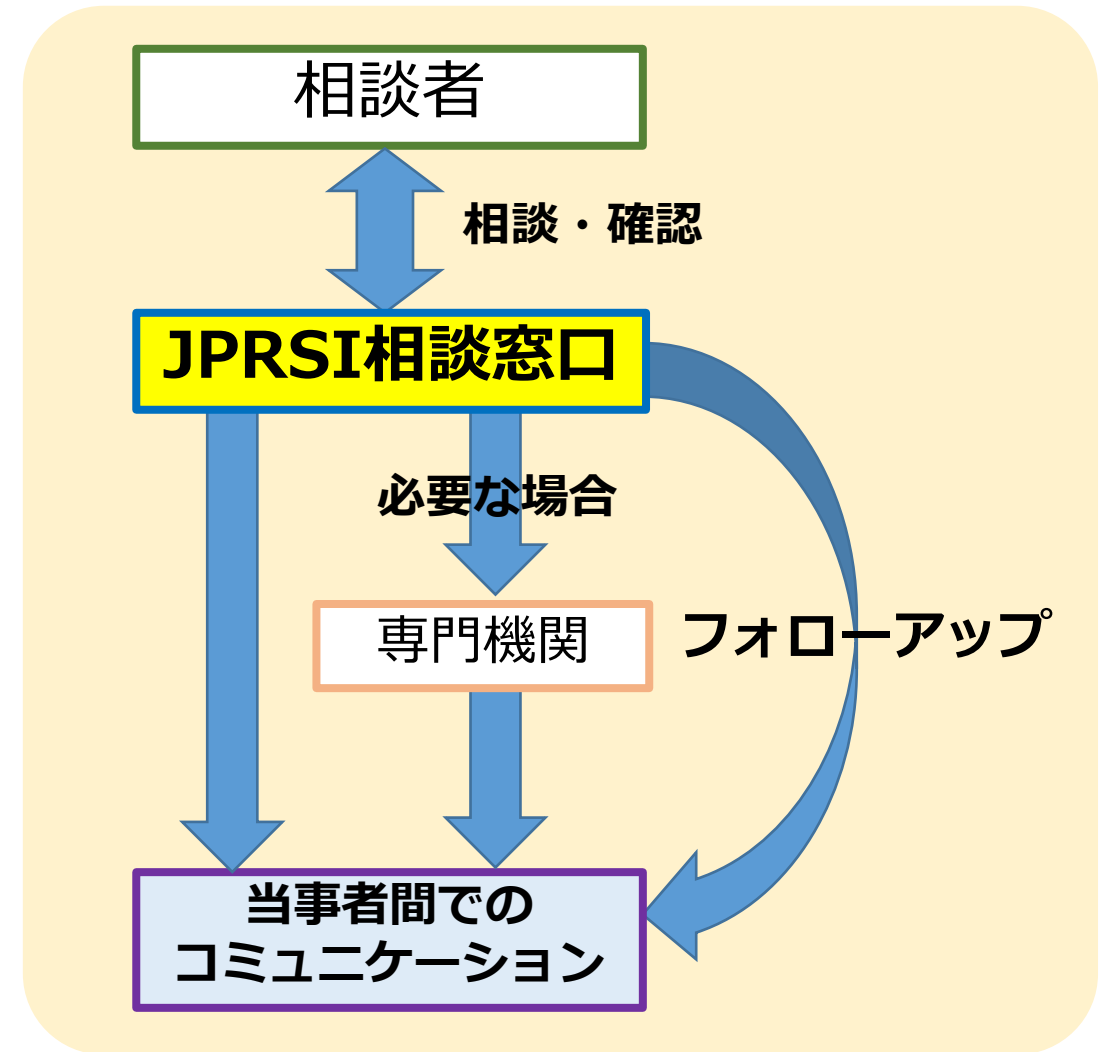 相談者
相談・確認
JPRSI相談窓口
必要な場合
専門機関
フォローアップ
当事者間での
コミュニケーション